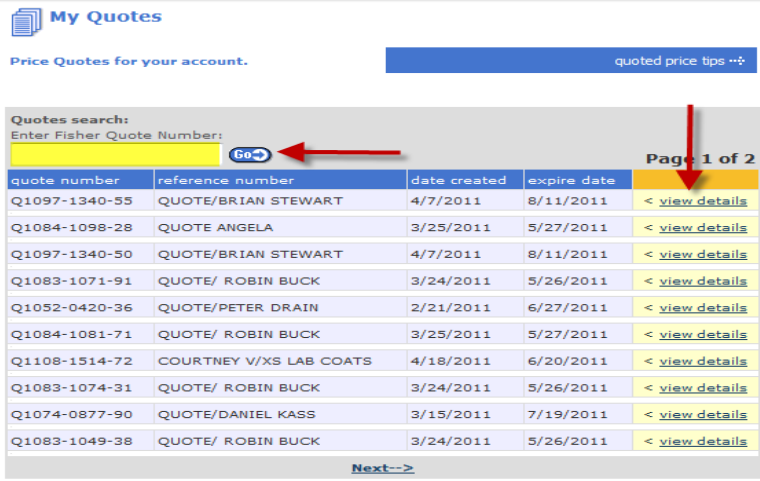 My Quotes
Price Quotes for your account.
quoted price tips
Quotes search:
Enter Fisher Quote Number:
Go
Page 1 of 2
quote number reference number date created expire date
Q1097-1340-55 QUOTE/BRIAN STEWART 4/7/2011 8/11/2011 < view details
Q1084-1098-28 QUOTE ANGELA 3/25/2011 5/27/2011 < view details
Q1097-1340-50 QUOTE/BRIAN STEWART 4/7/2011 8/11/2011 < view details
Q1083-1071-91 QUOTE/ ROBIN BUCK 3/24/2011 5/26/2011 < view details
Q1052-0420-36 QUOTE/PETER DRAIN 2/21/2011 6/27/2011 < view details
Q1084-1081-71 QUOTE/ ROBIN BUCK 3/25/2011 5/27/2011 < view details
Q1108-1514-72 COURTNEY V/XS LAB COATS 4/18/2011 6/20/2011 < view details
Q1083-1074-31 QUOTE/ ROBIN BUCK 3/24/2011 5/26/2011 < view details
Q1074-0877-90 QUOTE/DANIEL KASS 3/15/2011 7/19/2011 < view details
Q1083-1049-38 QUOTE/ ROBIN BUCK 3/24/2011 5/26/2011 < view details
Next-->